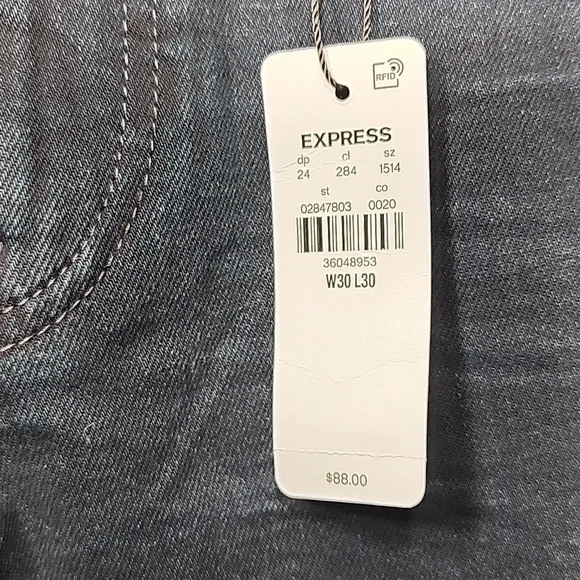 RFID
EXPRESS
dp cl sz
24 284 1514
st co
02847803 0020
36048953
W30 L30
$88.00